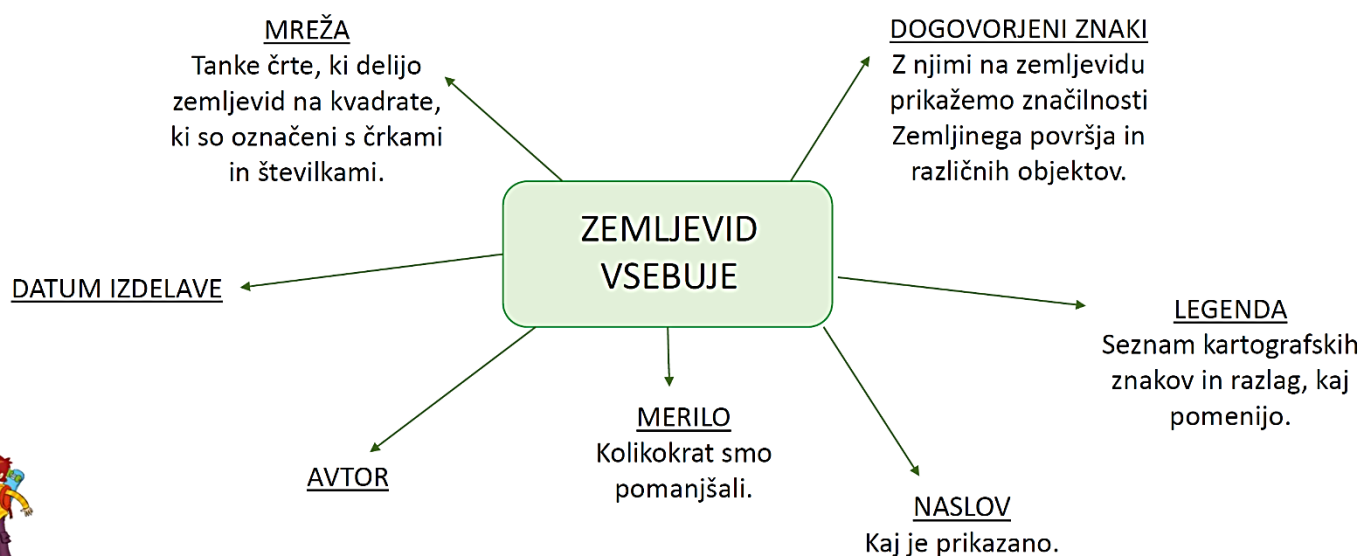 MREŽA
Tanke črte, ki delijo
zemljevid na kvadrate,
ki so označeni s črkami
in številkami.
DOGOVORJENI ZNAKI
Z njimi na zemljevidu
prikažemo značilnosti
Zemljinega površja in
različnih objektov.
ZEMLJEVID
VSEBUJE
DATUM IZDELAVE
LEGENDA
Seznam kartografskih
znakov in razlag, kaj
pomenijo.
MERILO
Kolikokrat smo
pomanjšali.
AVTOR
NASLOV
Kaj je prikazano.